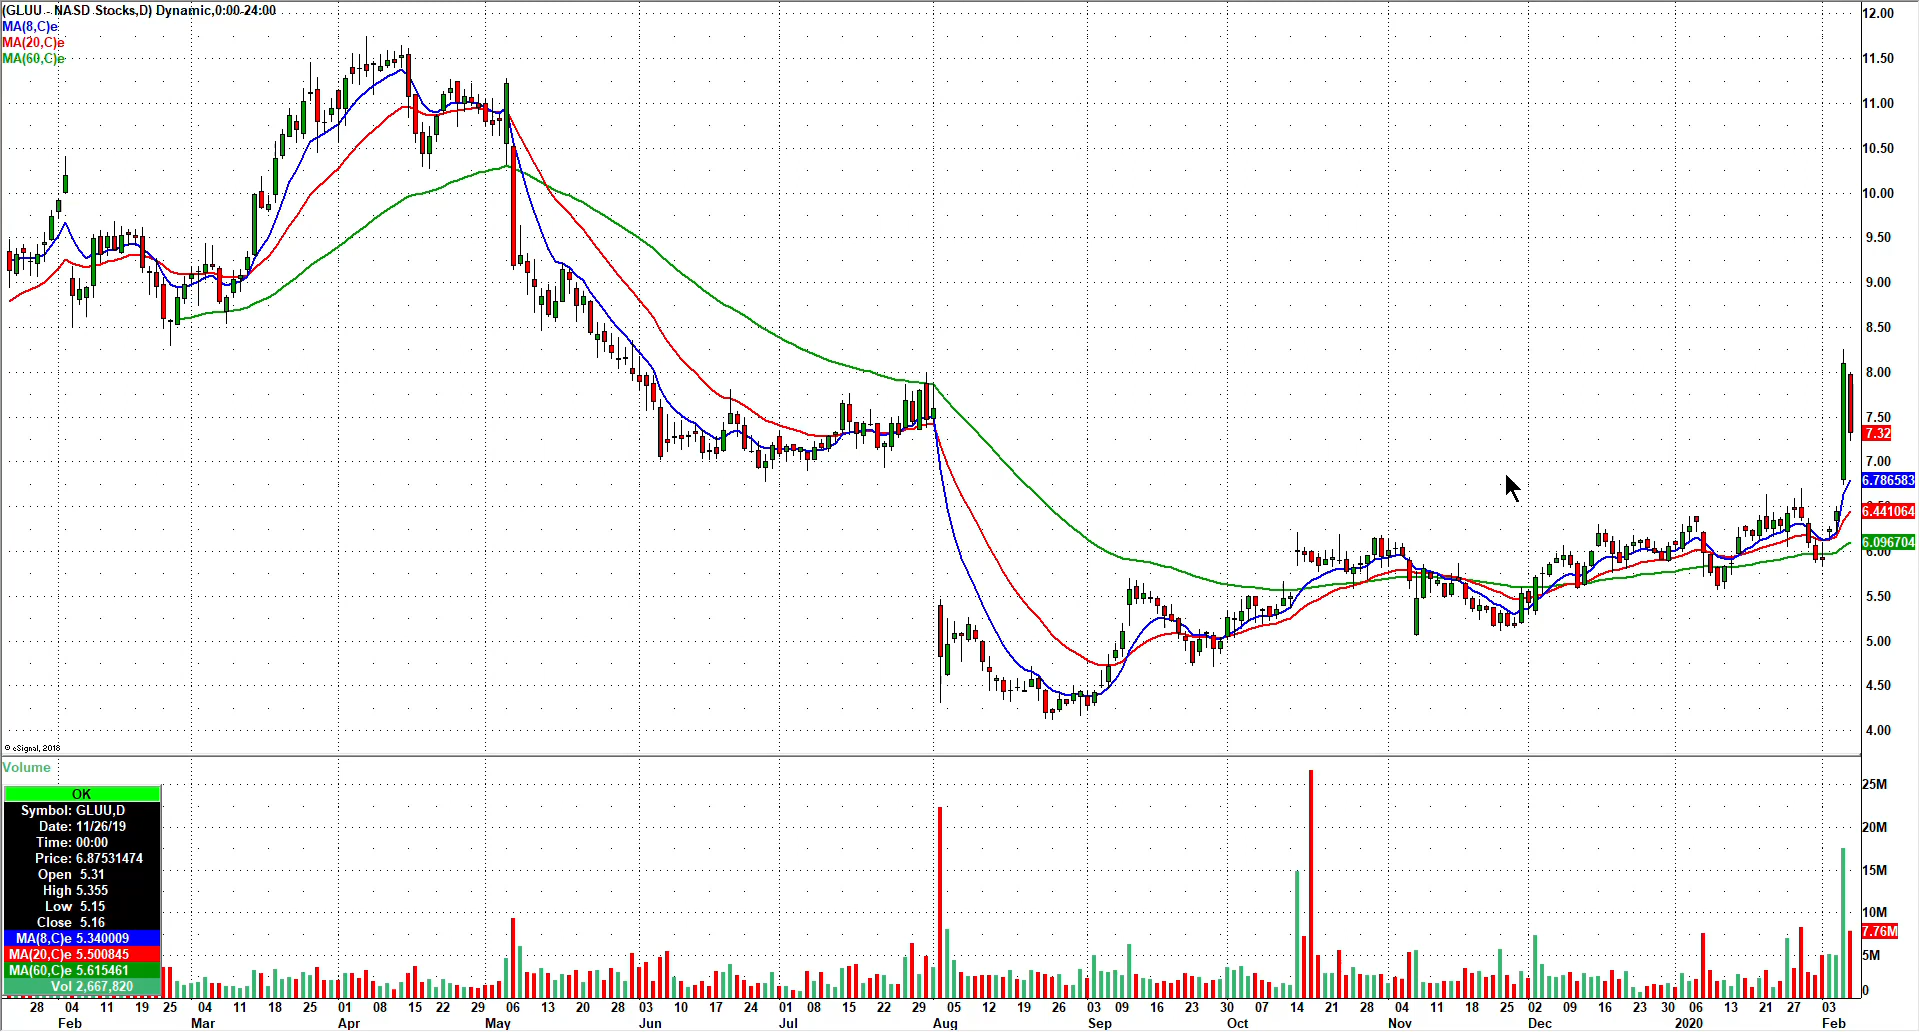 (GLUU - NASD Stocks,D) Dynamic,0:00-24:00
MA(8,C)e
MA(20,C)e
MA(60,C)e
12.00
11.50
11.00
10.50
10.00
9.50
9.00
8.50
8.00
7.50
7.32
7.00
6.786583
6.441064
6.096704
6.00
5.50
5.00
4.50
4.00
© eSignal, 2018
Volume
25M
20M
15M
10M
7.76M
5M
0
OK
Symbol: GLUU,D
Date: 11/26/19
Time: 00:00
Price: 6.87531474
Open 5.31
High 5.355
Low 5.15
Close 5.16
MA(8,C)e 5.340009
MA(20,C)e 5.500845
MA(60,C)e 5.615461
Vol 2,667,820
28 04 11 19 25 04 11 18 25 01 08 15 22 29 06 13 20 28 03 10 17 24 01 08 15 22 29 05 12 19 26 03 09 16 23 30 07 14 21 28 04 11 18 25 02 09 16 23 30 06 13 21 27 03
Feb Mar Apr May Jun Jul Aug Sep Oct Nov Dec 2020 Feb